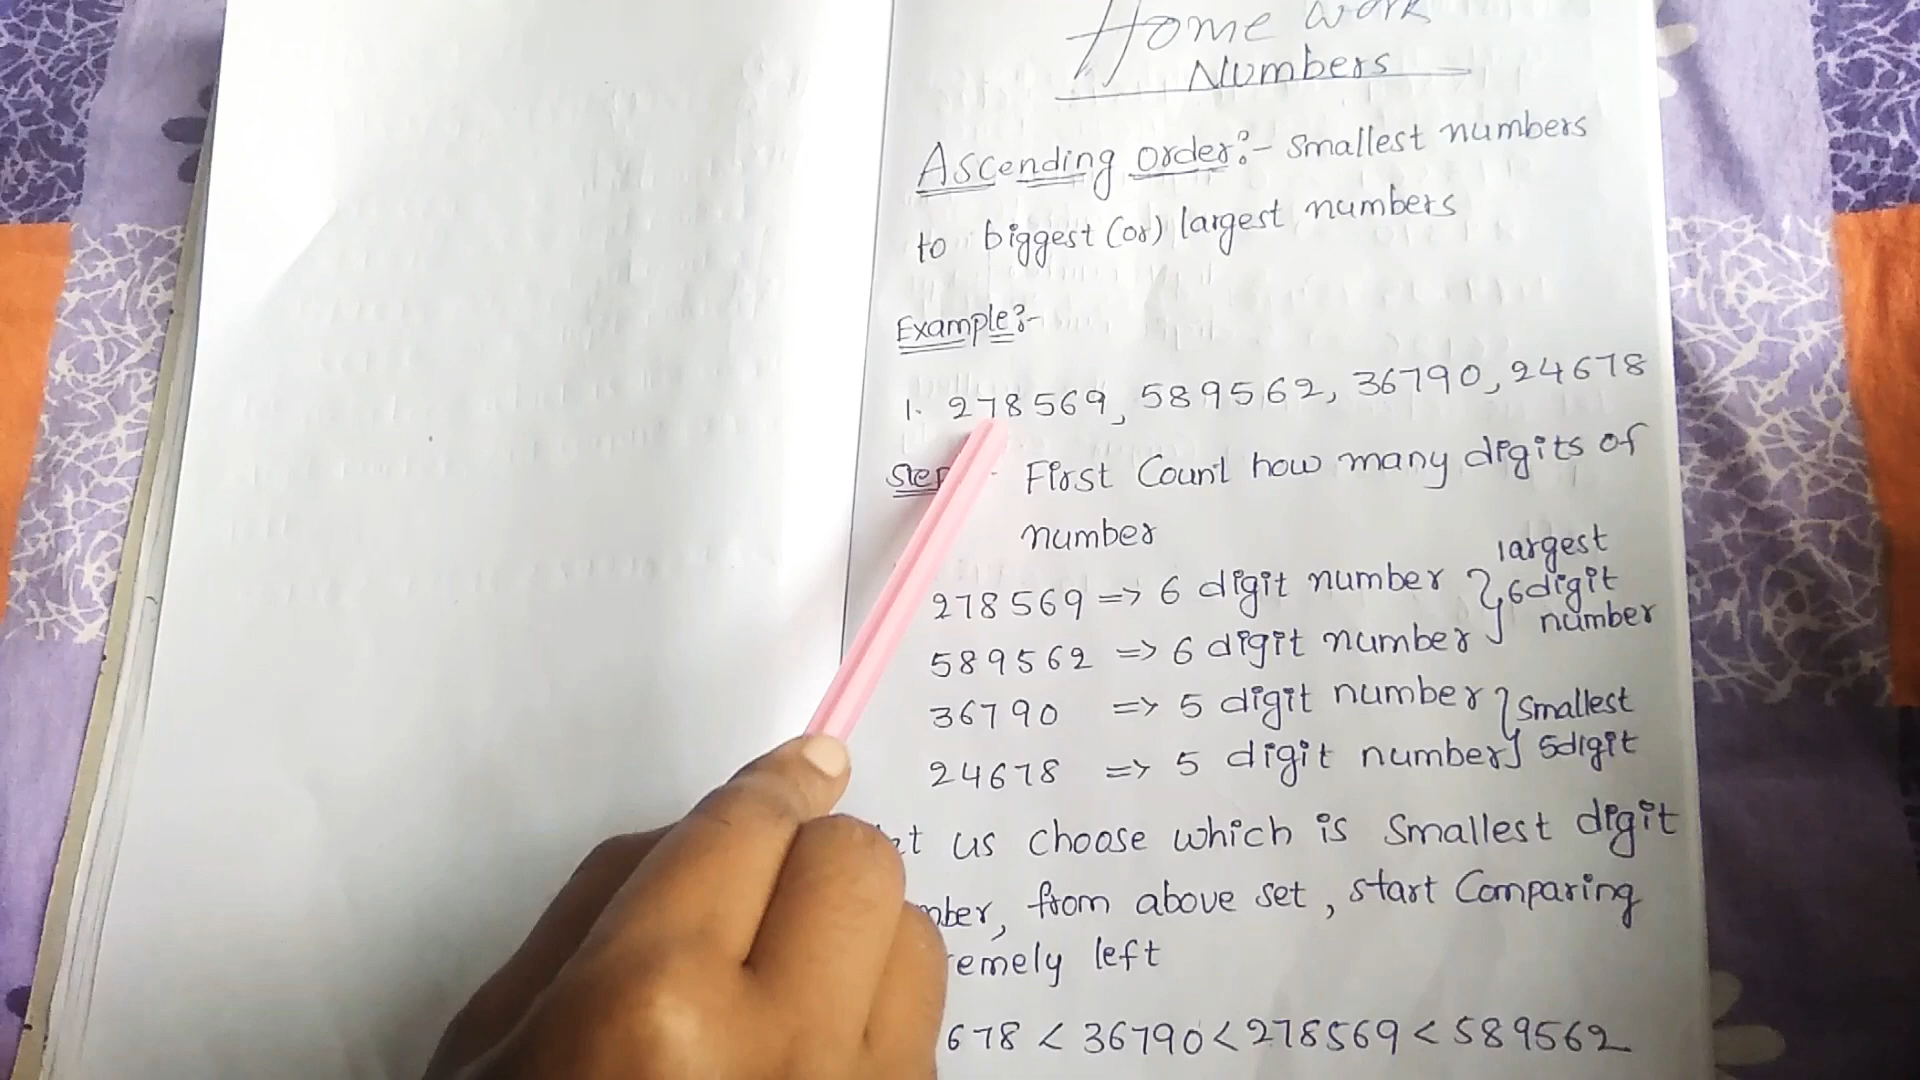 Home Work
Numbers
Ascending order:- Smallest numbers
to biggest (or) largest numbers
Example:-
1. 278569, 589562, 36790, 24678
First Count how many digits of
number
278569 => 6 digit number } largest 6digit number
589562 => 6 digit number
36790 => 5 digit number } Smallest
24678 => 5 digit number 5digit
us choose which is Smallest digit
from above set, start Comparing
left
678 < 36790 < 278569 < 589562